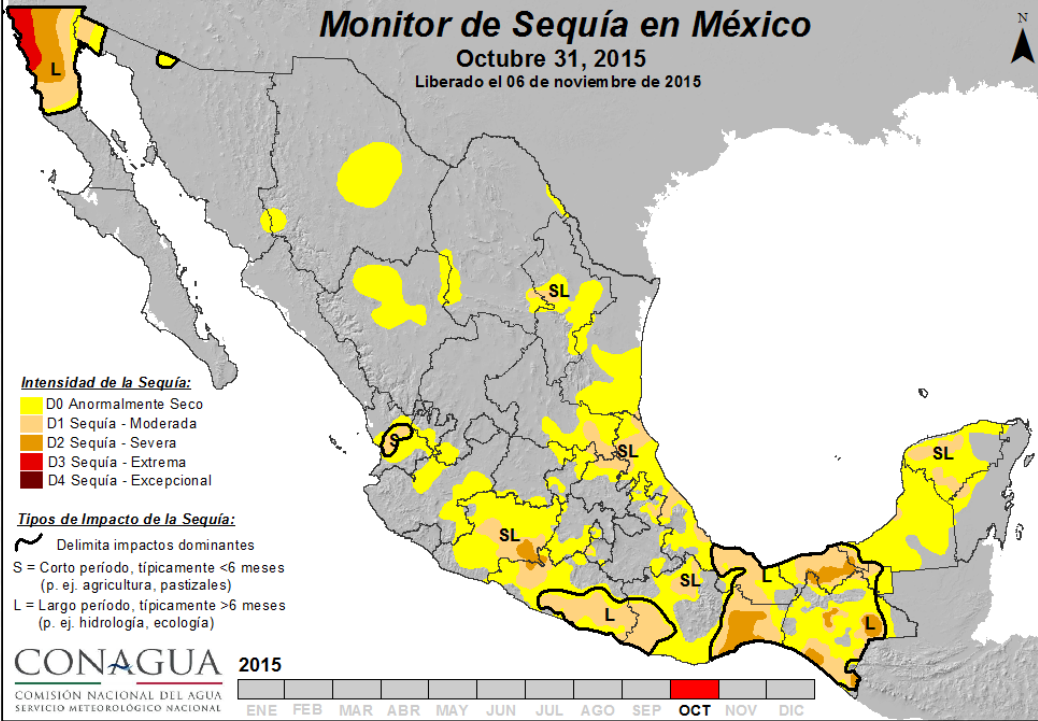 Monitor de Sequía en México
Octubre 31, 2015
Liberado el 06 de noviembre de 2015
N
L
SL
S
SL
SL
SL
SL
L
L
L
Intensidad de la Sequía:
D0 Anormalmente Seco
D1 Sequía - Moderada
D2 Sequía - Severa
D3 Sequía - Extrema
D4 Sequía - Excepcional
Tipos de Impacto de la Sequía:
Delimita impactos dominantes
S = Corto período, típicamente <6 meses
(p. ej. agricultura, pastizales)
L = Largo período, típicamente >6 meses
(p. ej. hidrología, ecología)
CONAGUA
COMISIÓN NACIONAL DEL AGUA
SERVICIO METEOROLÓGICO NACIONAL
2015
ENE FEB MAR ABR MAY JUN JUL AGO SEP OCT NOV DIC